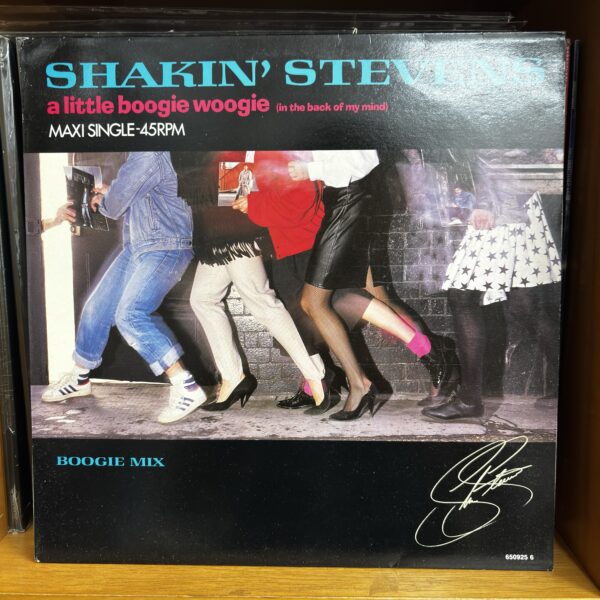 SHAKIN' STEVENS
a little boogie woogie (in the back of my mind)
MAXI SINGLE-45RPM
BOOGIE MIX
650925 6